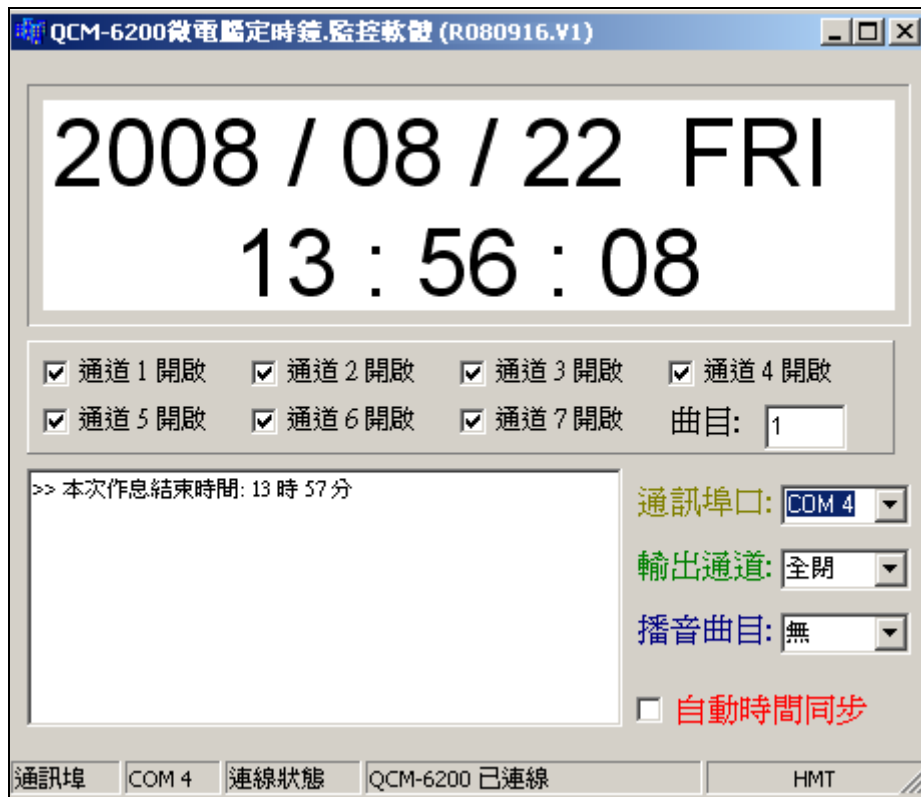 QCM-6200微電腦定時鐘.監控軟體 (R080916.V1)
2008 / 08 / 22 FRI
13 : 56 : 08
通道 1 開啟 通道 2 開啟 通道 3 開啟 通道 4 開啟
通道 5 開啟 通道 6 開啟 通道 7 開啟 曲目: 1
>> 本次作息結束時間: 13 時 57 分
通訊埠口: COM 4
輸出通道: 全閉
播音曲目: 無
自動時間同步
通訊埠 COM 4 連線狀態 QCM-6200 已連線 HMT